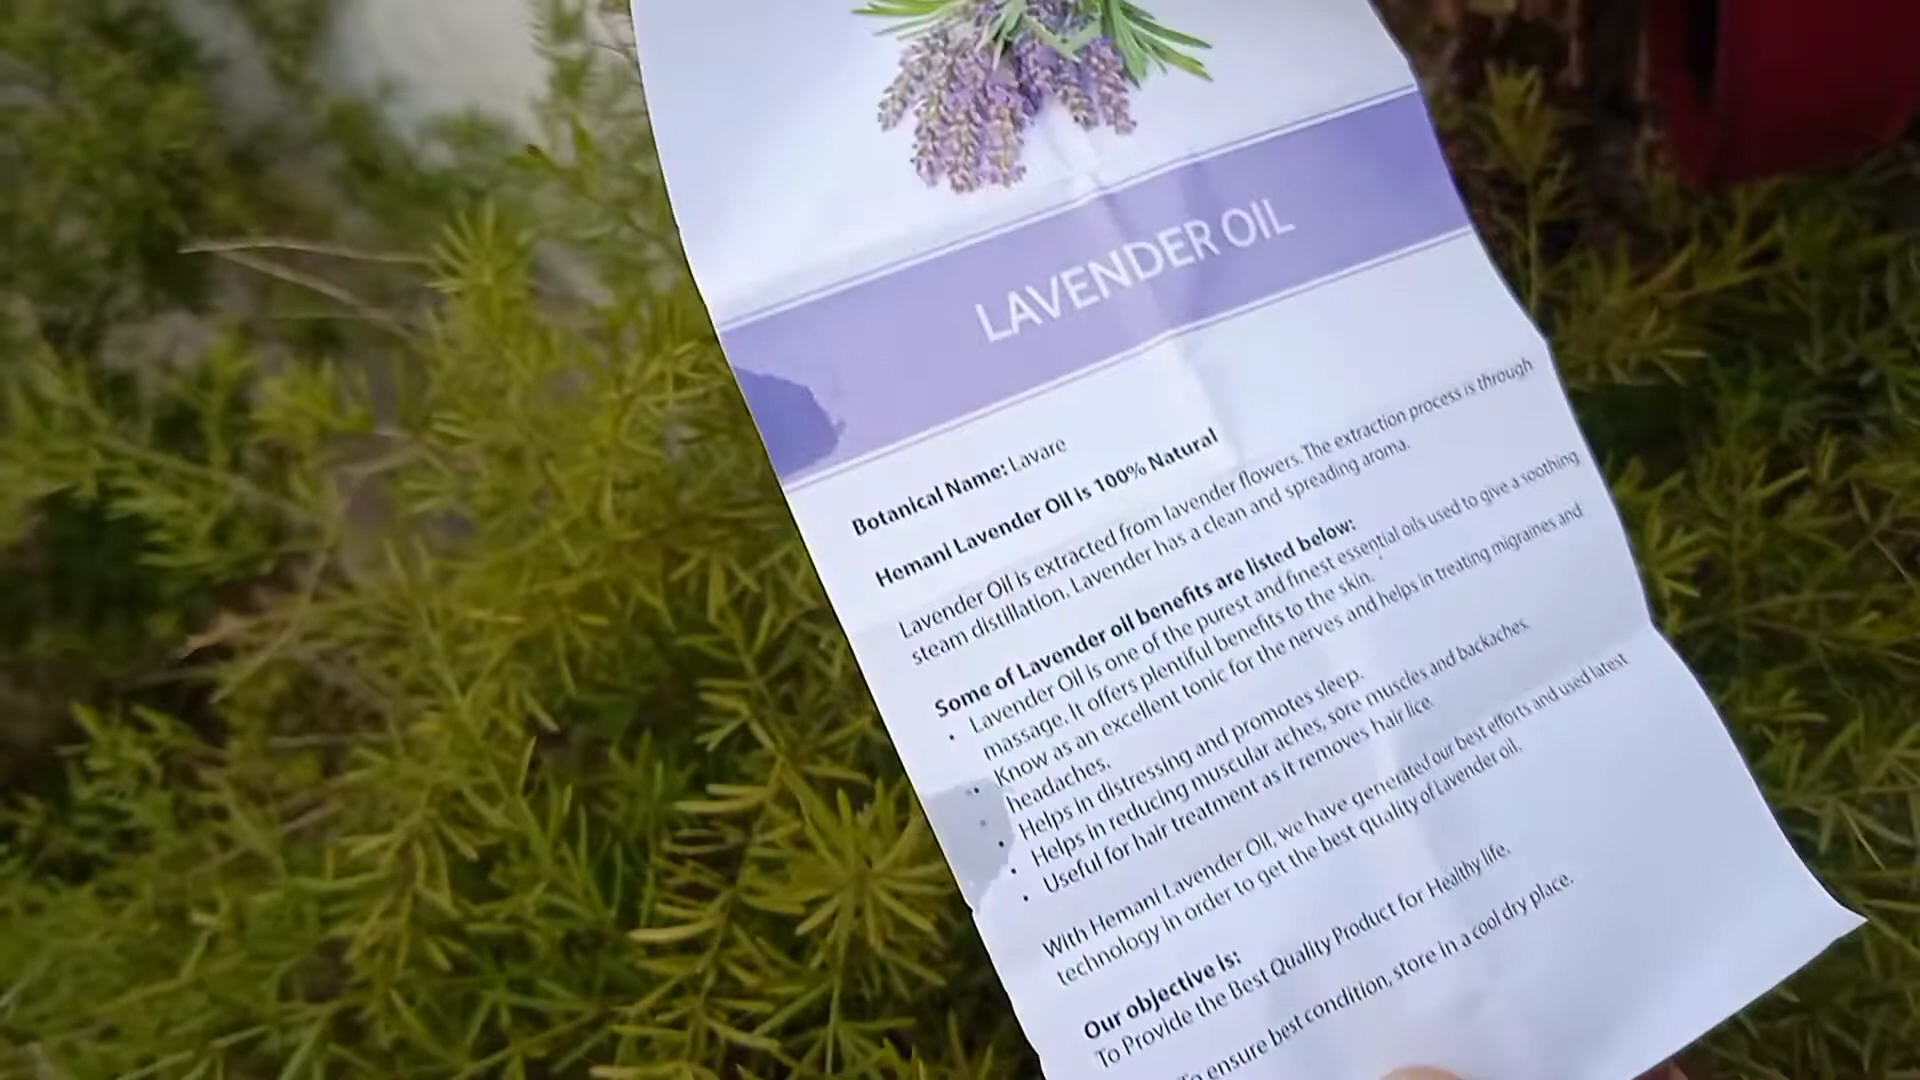 LAVENDER OIL
Botanical Name: Lavare
Hemani Lavender Oil is 100% Natural
Lavender Oil is extracted from lavender flowers. The extraction process is through
steam distillation. Lavender has a clean and spreading aroma.
Some of Lavender oil benefits are listed below:
• Lavender Oil is one of the purest and finest essential oils used to give a soothing
massage. It offers plentiful benefits to the skin.
• Know as an excellent tonic for the nerves and helps in treating migraines and
headaches.
• Helps in distressing and promotes sleep.
• Helps in reducing muscular aches, sore muscles and backaches.
• Useful for hair treatment as it removes hair lice.
With Hemani Lavender Oil, we have generated our best efforts and used latest
technology in order to get the best quality of Lavender oil.
Our objective is:
To Provide the Best Quality Product for Healthy life.
To ensure best condition, store in a cool dry place.